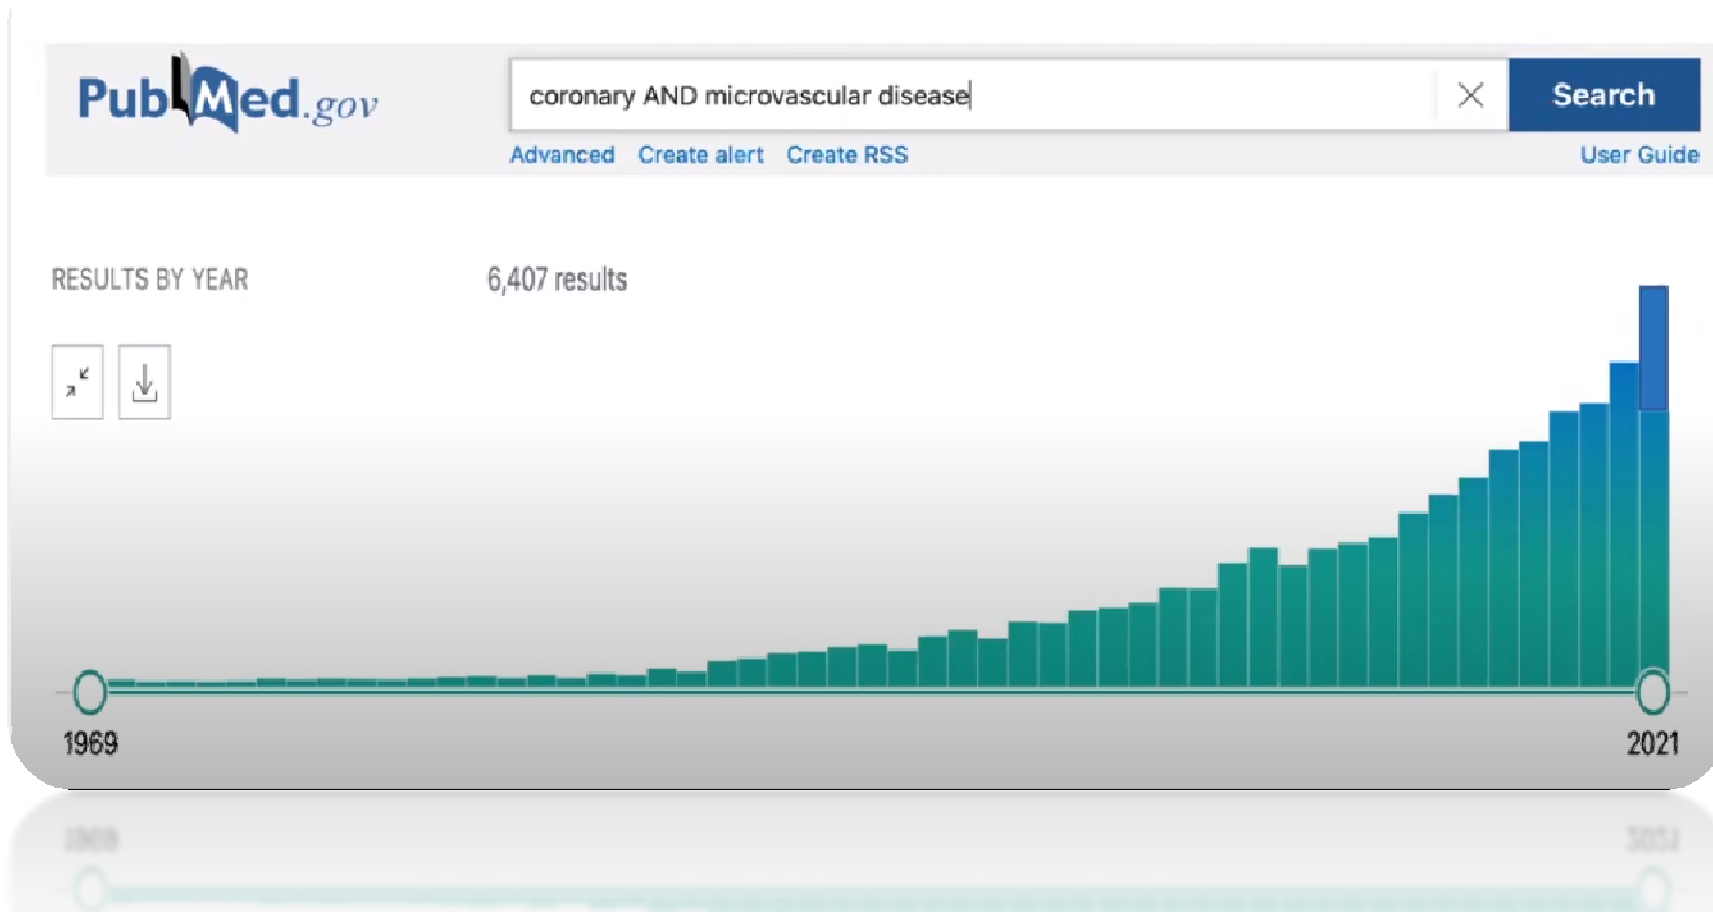 PubMed.gov
coronary AND microvascular disease
Search
Advanced Create alert Create RSS
User Guide
RESULTS BY YEAR
6,407 results
1969
2021